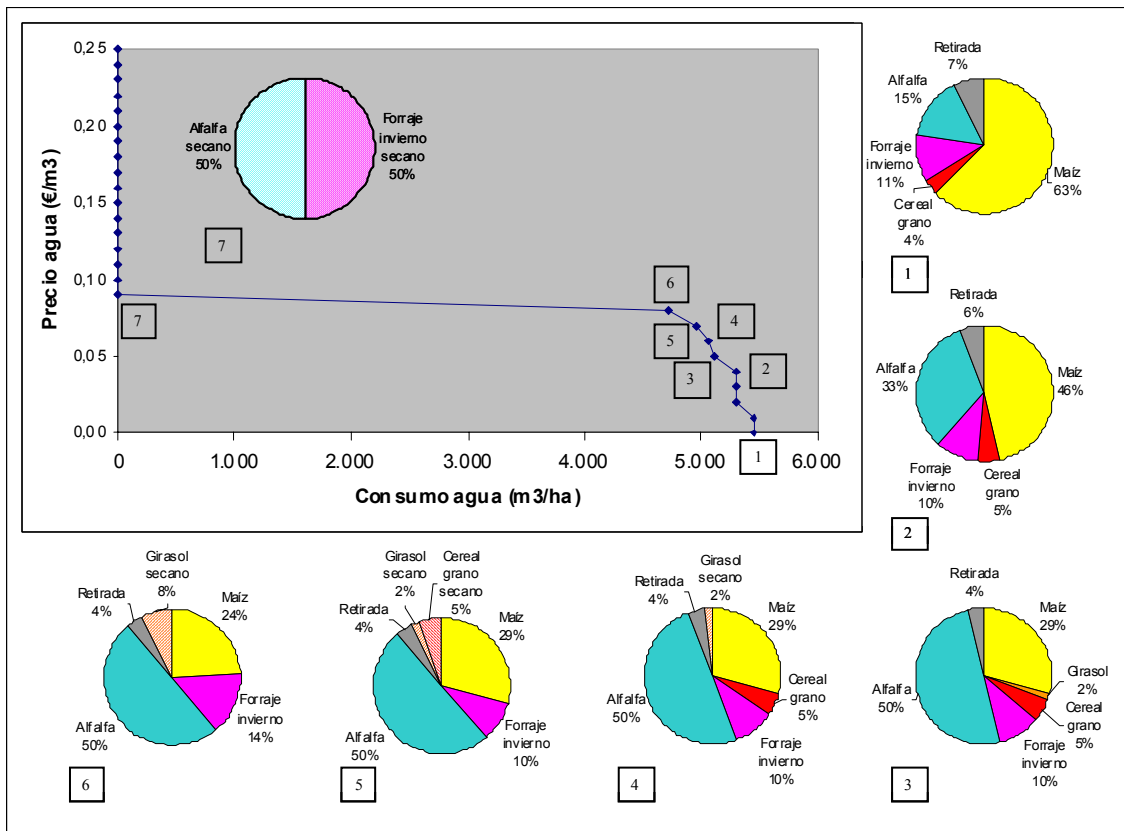 0,25
0,20
0,15
0,10
0,05
0,00
Precio agua (€/m3)
0
1.000
2.000
3.000
4.000
5.000
6.000
Consumo agua (m3/ha)
Alfalfa
secano
50%
Forraje
invierno
secano
50%
7
7
6
5
4
3
2
1
Retirada
7%
Alfalfa
15%
Forraje
invierno
11%
Cereal
grano
4%
Maíz
63%
1
Retirada
6%
Alfalfa
33%
Maíz
46%
Forraje
invierno
10%
Cereal
grano
5%
2
Girasol
secano
8%
Retirada
4%
Maíz
24%
Alfalfa
50%
Forraje
invierno
14%
6
Girasol
secano
2%
Cereal
grano
secano
5%
Retirada
4%
Maíz
29%
Alfalfa
50%
Forraje
invierno
10%
5
Girasol
secano
2%
Retirada
4%
Maíz
29%
Cereal
grano
5%
Alfalfa
50%
Forraje
invierno
10%
4
Retirada
4%
Maíz
29%
Girasol
2%
Cereal
grano
5%
Alfalfa
50%
Forraje
invierno
10%
3